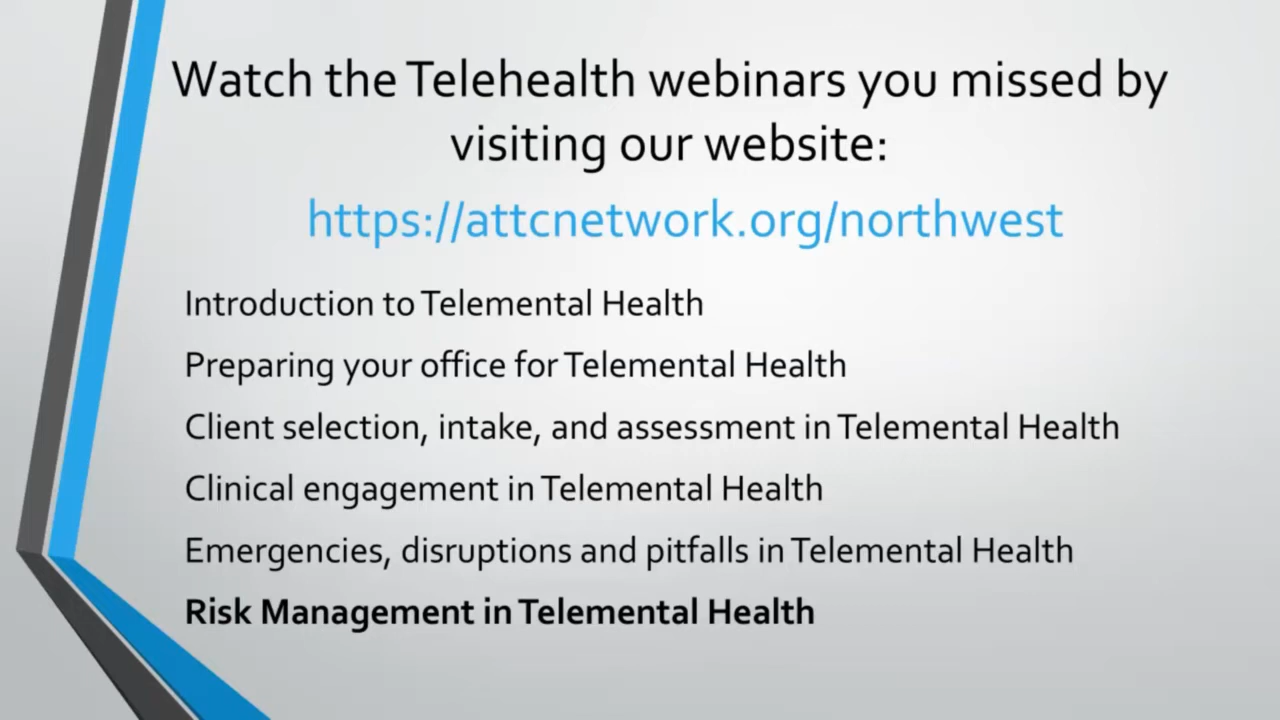 Watch the Telehealth webinars you missed by
visiting our website:
https://attcnetwork.org/northwest
Introduction to Telemental Health
Preparing your office for Telemental Health
Client selection, intake, and assessment in Telemental Health
Clinical engagement in Telemental Health
Emergencies, disruptions and pitfalls in Telemental Health
Risk Management in Telemental Health